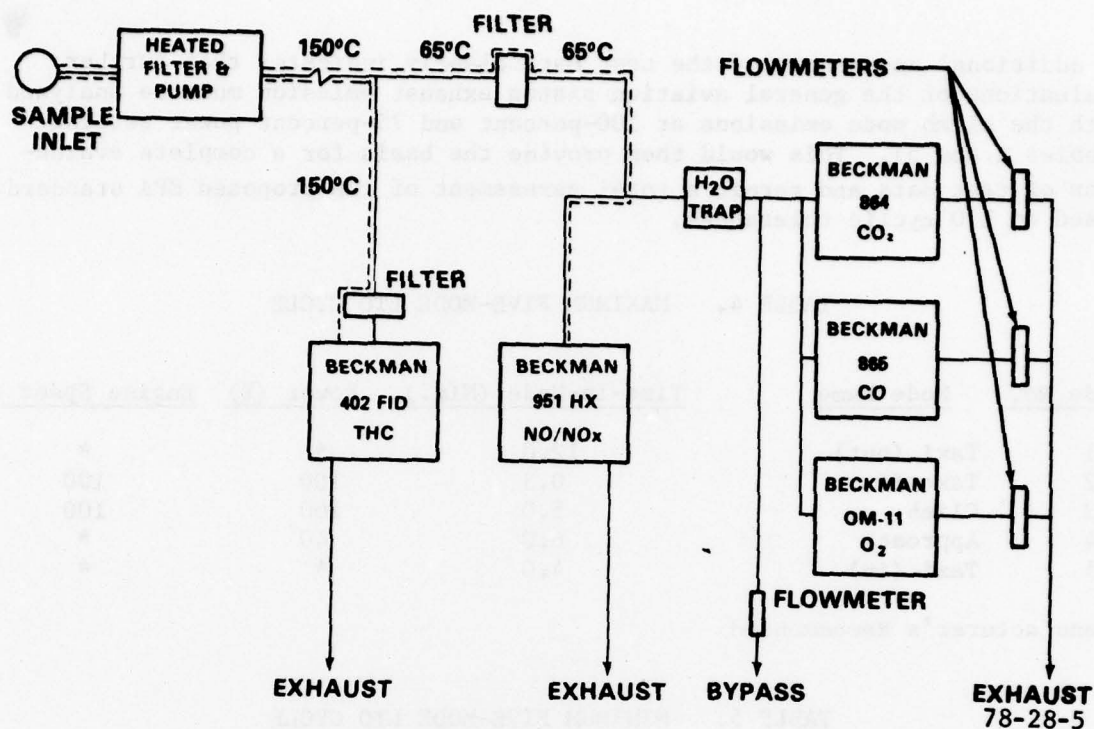 FILTER
HEATED
FILTER &
PUMP
150°C
65°C
65°C
FLOWMETERS
SAMPLE
INLET
150°C
H₂O
TRAP
BECKMAN
864
CO₂
FILTER
BECKMAN
402 FID
THC
BECKMAN
951 HX
NO/NOx
BECKMAN
865
CO
BECKMAN
OM-11
O₂
FLOWMETER
EXHAUST
EXHAUST
BYPASS
EXHAUST
78-28-5